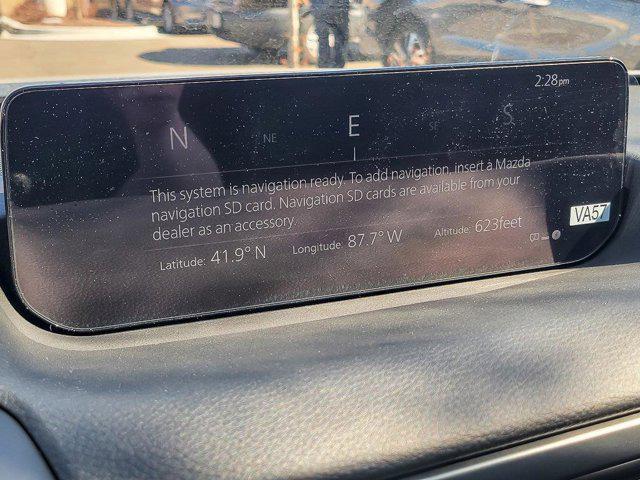 2:28pm
N NE E SE S
This system is navigation ready. To add navigation, insert a Mazda
navigation SD card. Navigation SD cards are available from your
dealer as an accessory
VA57
Latitude: 41.9° N Longitude: 87.7° W Altitude: 623feet